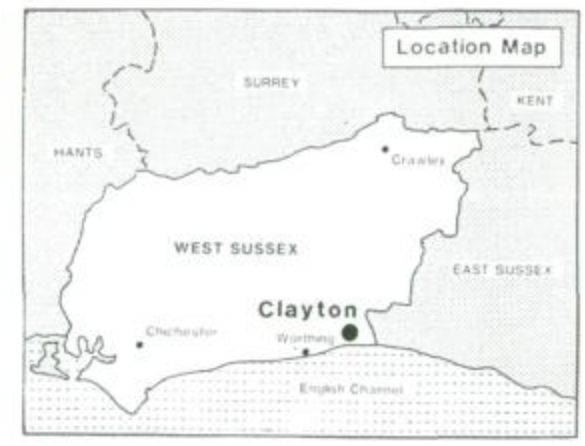 Location Map
SURREY
KENT
HANTS
Crawley
WEST SUSSEX
EAST SUSSEX
Clayton
Chichester
Worthing
English Channel